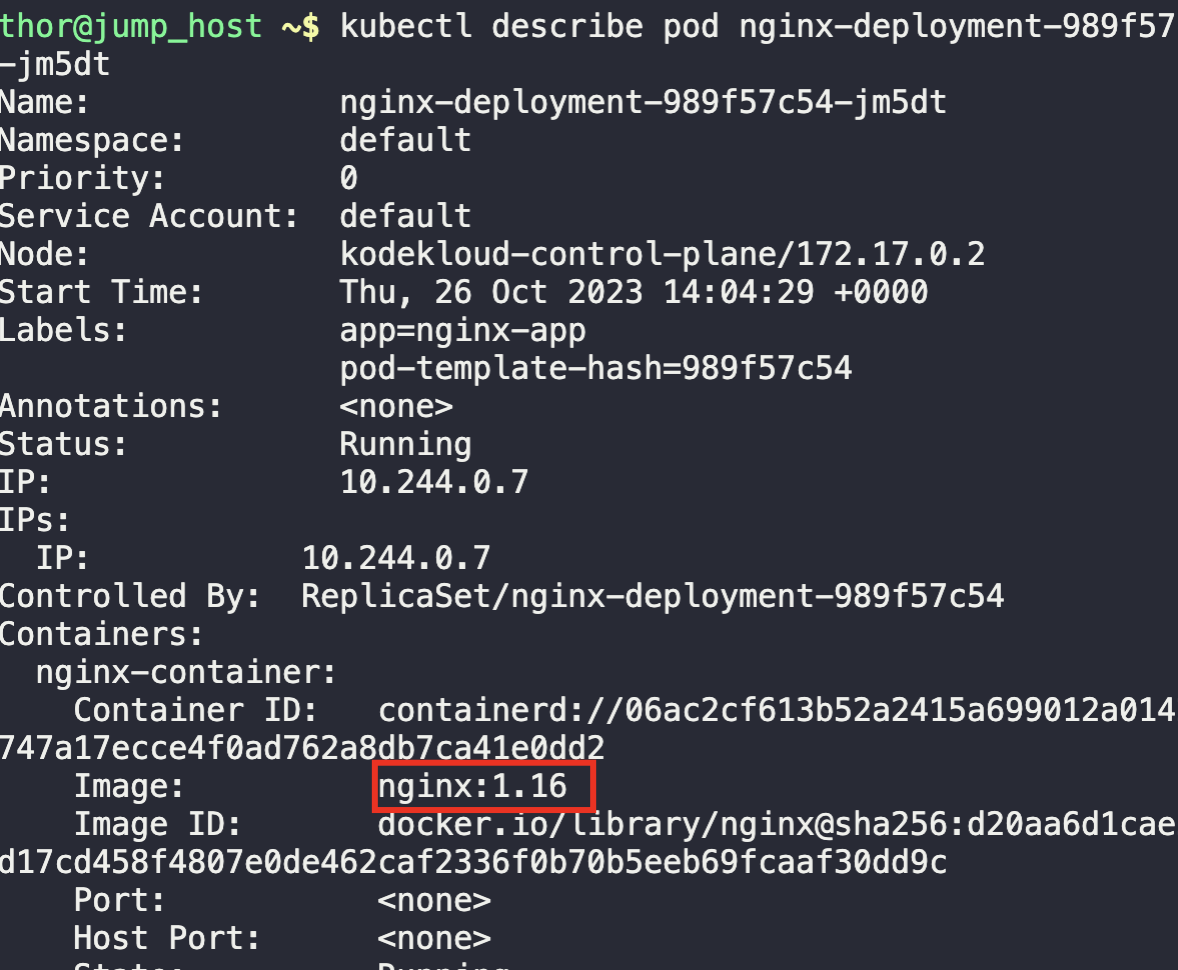 thor@jump_host ~$ kubectl describe pod nginx-deployment-989f57
-jm5dt
Name:             nginx-deployment-989f57c54-jm5dt
Namespace:        default
Priority:         0
Service Account:  default
Node:             kodekloud-control-plane/172.17.0.2
Start Time:       Thu, 26 Oct 2023 14:04:29 +0000
Labels:           app=nginx-app
                  pod-template-hash=989f57c54
Annotations:      <none>
Status:           Running
IP:               10.244.0.7
IPs:
  IP:           10.244.0.7
Controlled By:  ReplicaSet/nginx-deployment-989f57c54
Containers:
  nginx-container:
    Container ID:   containerd://06ac2cf613b52a2415a699012a014
747a17ecce4f0ad762a8db7ca41e0dd2
    Image:          nginx:1.16
    Image ID:       docker.io/library/nginx@sha256:d20aa6d1cae
d17cd458f4807e0de462caf2336f0b70b5eeb69fcaaf30dd9c
    Port:           <none>
    Host Port:      <none>
    State:          Running